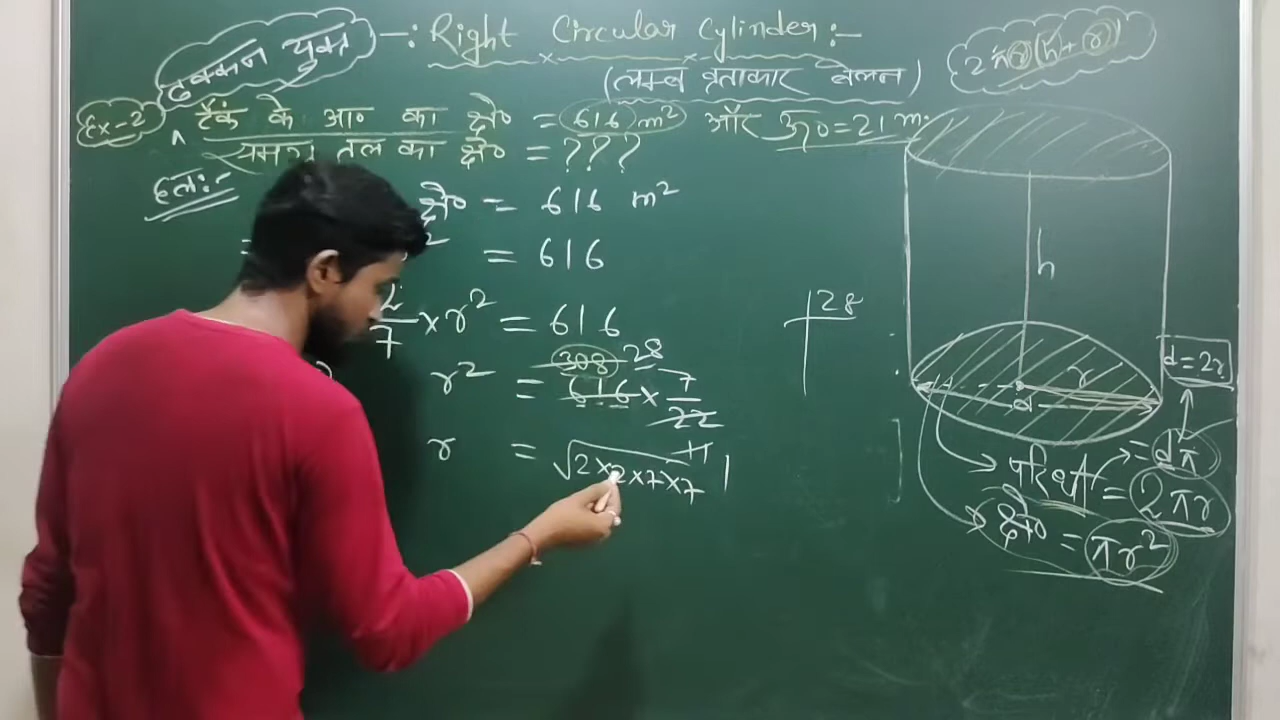 ढक्कन युक्त -: Right Circular Cylinder :-
(लम्ब वृताकार बेलन)
2πr(h+r)
Ex-2 ^ टैंक के आ० का क्षे० = 616 m² और ऊ०=21 m.
समग्र तल का क्षे० = ???
हल:-
क्षे० = 616 m²
= 616
7 × r² = 616
308 28
r² = 616 × 7/22
11
r = √2×2×7×7
28
h
r
d
d=2r
परिधी = dπ
= 2πr
क्षे० = πr²